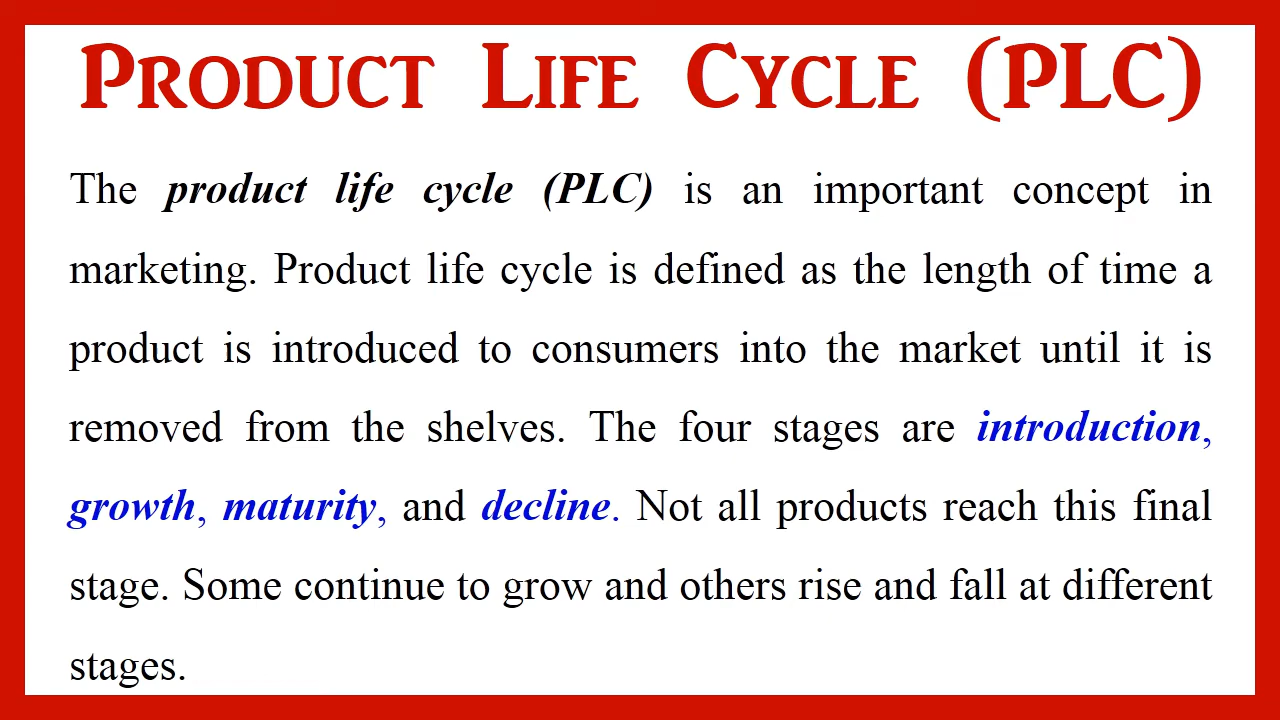 PRODUCT LIFE CYCLE (PLC)
The product life cycle (PLC) is an important concept in
marketing. Product life cycle is defined as the length of time a
product is introduced to consumers into the market until it is
removed from the shelves. The four stages are introduction,
growth, maturity, and decline. Not all products reach this final
stage. Some continue to grow and others rise and fall at different
stages.